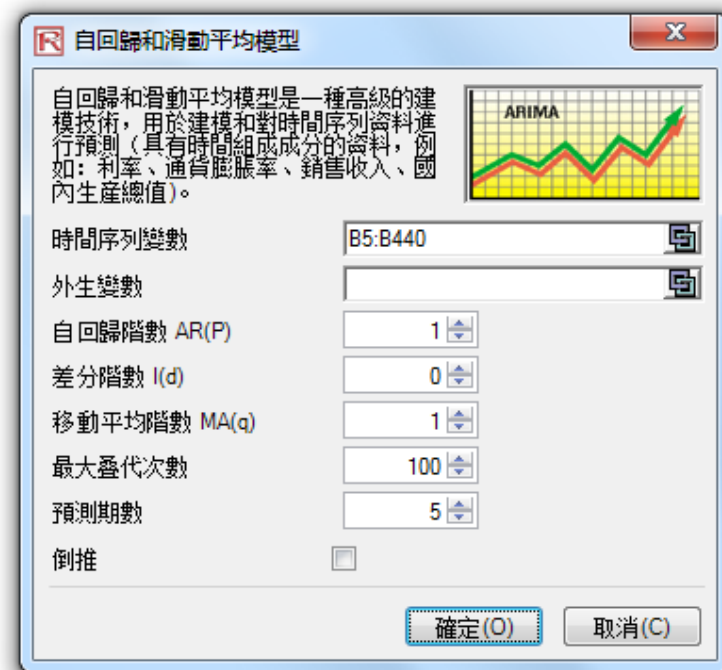 自回歸和滑動平均模型
自回歸和滑動平均模型是一種高級的建
模技術，用於建模和對時間序列資料進
行預測（具有時間組成成分的資料，例
如：利率、通貨膨脹率、銷售收入、國
內生産總值）。
ARIMA
時間序列變數 B5:B440
外生變數
自回歸階數 AR(P) 1
差分階數 I(d) 0
移動平均階數 MA(q) 1
最大叠代次數 100
預測期數 5
倒推
確定(O) 取消(C)